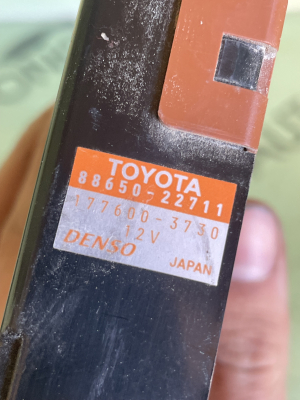 TOYOTA
88650-22711
177600-3730
12V
DENSO
JAPAN